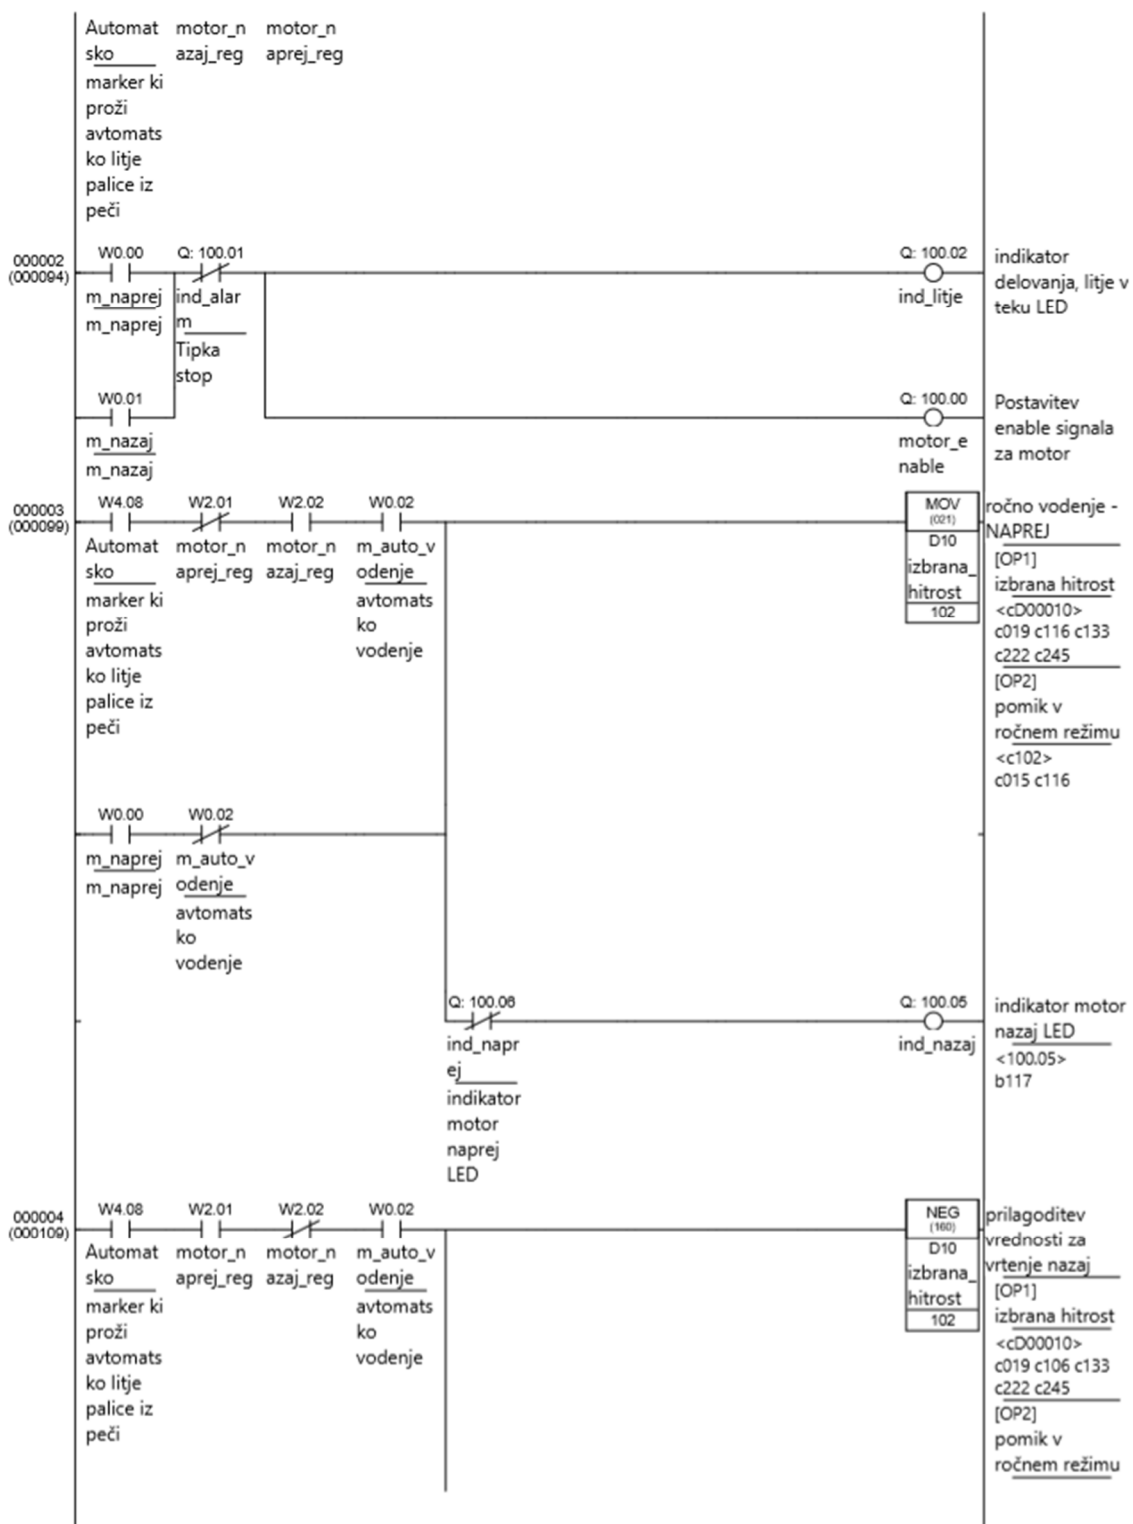 Automat motor_n motor_n
sko azaj_reg aprej_reg
marker ki
proži
avtomats
ko litje
palice iz
peči
000002
(000094)
W0.00 Q: 100.01 Q: 100.02
m_naprej ind_alar ind_litje
m_naprej m
Tipka
stop
indikator
delovanja, litje v
teku LED
W0.01 Q: 100.00
m_nazaj motor_e
m_nazaj nable
Postavitev
enable signala
za motor
000003
(000099)
W4.08 W2.01 W2.02 W0.02
Automat motor_n motor_n m_auto_v
sko aprej_reg azaj_reg odenje
marker ki avtomats
proži ko
avtomats vodenje
ko litje
palice iz
peči
MOV
(021)
D10
izbrana_
hitrost
102
ročno vodenje -
NAPREJ
[OP1]
izbrana hitrost
<cD00010>
c019 c116 c133
c222 c245
[OP2]
pomik v
ročnem režimu
<c102>
c015 c116
W0.00 W0.02
m_naprej m_auto_v
m_naprej odenje
avtomats
ko
vodenje
Q: 100.06 Q: 100.05
ind_napr ind_nazaj
ej
indikator
motor
naprej
LED
indikator motor
nazaj LED
<100.05>
b117
000004
(000109)
W4.08 W2.01 W2.02 W0.02
Automat motor_n motor_n m_auto_v
sko aprej_reg azaj_reg odenje
marker ki avtomats
proži ko
avtomats vodenje
ko litje
palice iz
peči
NEG
(160)
D10
izbrana_
hitrost
102
prilagoditev
vrednosti za
vrtenje nazaj
[OP1]
izbrana hitrost
<cD00010>
c019 c106 c133
c222 c245
[OP2]
pomik v
ročnem režimu